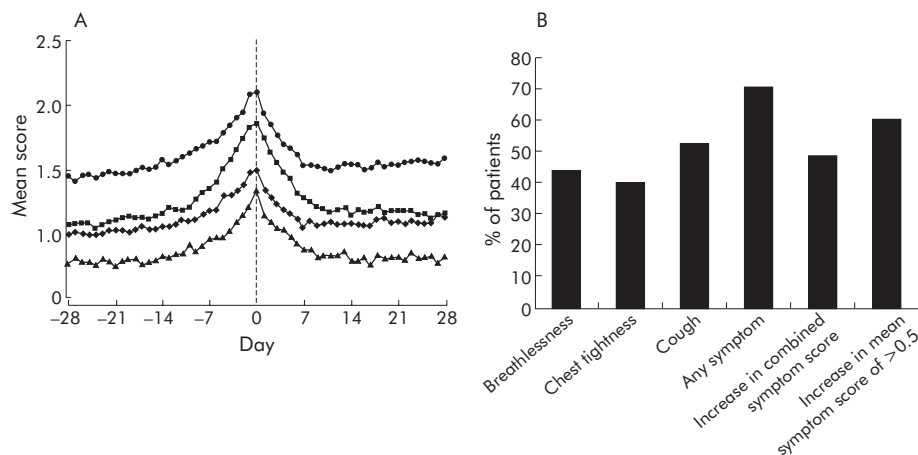 A
Mean score
2.5
2.0
1.5
1.0
0.5
0
–28
–21
–14
–7
0
7
14
21
28
Day
B
% of patients
80
70
60
50
40
30
20
10
0
Breathlessness
Chest tightness
Cough
Any symptom
Increase in combined
symptom score
Increase in mean
symptom score of >0.5